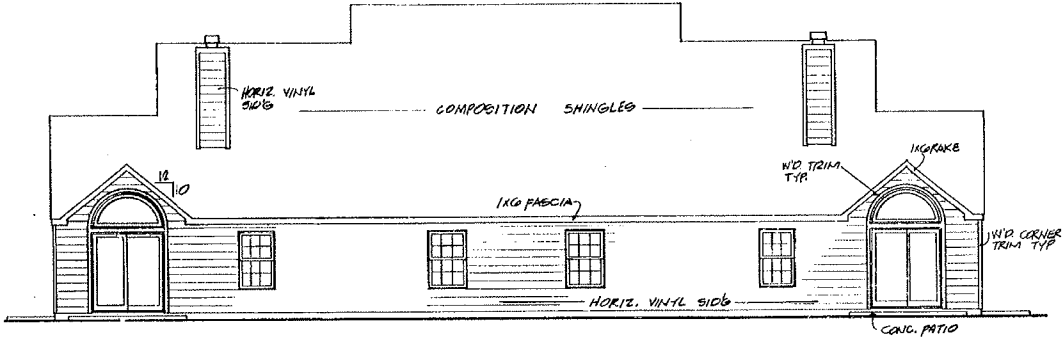 HORIZ. VINYL
SID'G
COMPOSITION SHINGLES
12
10
W'D. TRIM
TYP.
1X6 RAKE
1X6 FASCIA
W'D. CORNER
TRIM TYP
HORIZ. VINYL SID'G
CONC. PATIO